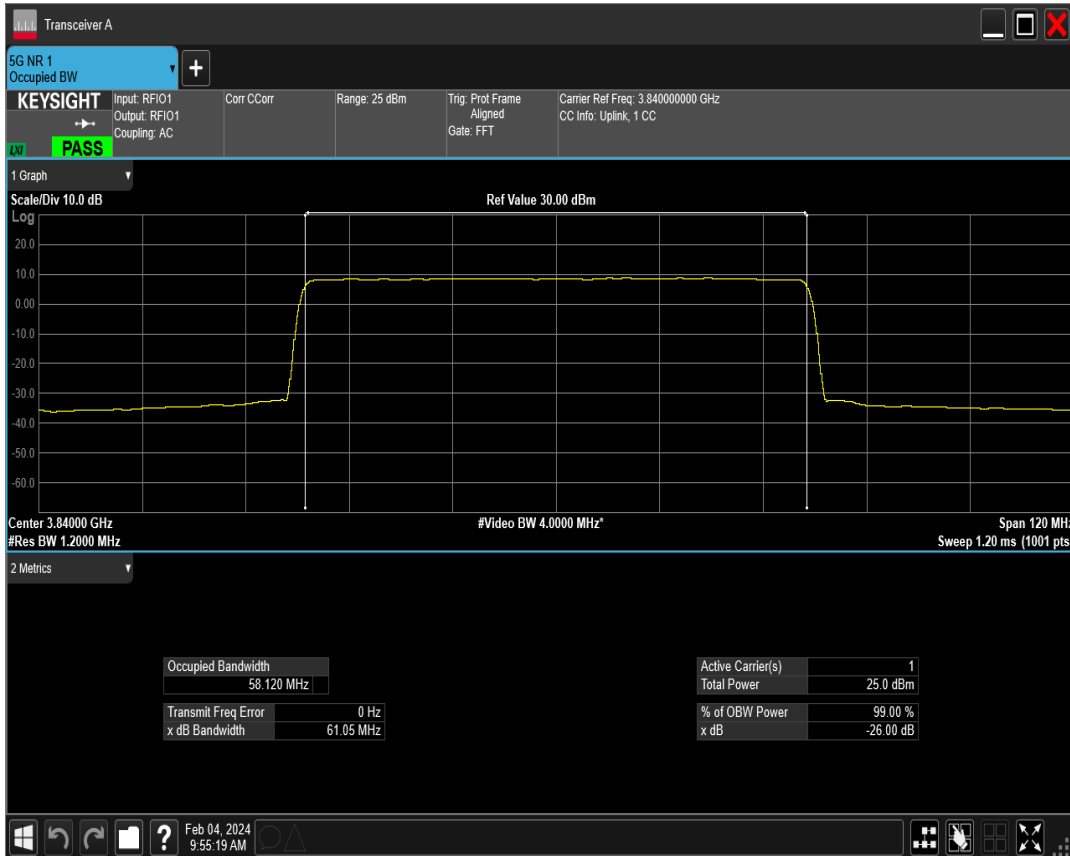 Transceiver A
5G NR 1
Occupied BW
KEYSIGHT
LXI
PASS
Input: RFIO1
Output: RFIO1
Coupling: AC
Corr CCorr
Range: 25 dBm
Trig: Prot Frame
Aligned
Gate: FFT
Carrier Ref Freq: 3.840000000 GHz
CC Info: Uplink, 1 CC
1 Graph
Scale/Div 10.0 dB
Ref Value 30.00 dBm
Log
20.0
10.0
0.00
-10.0
-20.0
-30.0
-40.0
-50.0
-60.0
Center 3.84000 GHz
#Video BW 4.0000 MHz*
Span 120 MHz
#Res BW 1.2000 MHz
Sweep 1.20 ms (1001 pts
2 Metrics
Occupied Bandwidth
58.120 MHz
Transmit Freq Error 0 Hz
x dB Bandwidth 61.05 MHz
Active Carrier(s) 1
Total Power 25.0 dBm
% of OBW Power 99.00 %
x dB -26.00 dB
?
Feb 04, 2024
9:55:19 AM